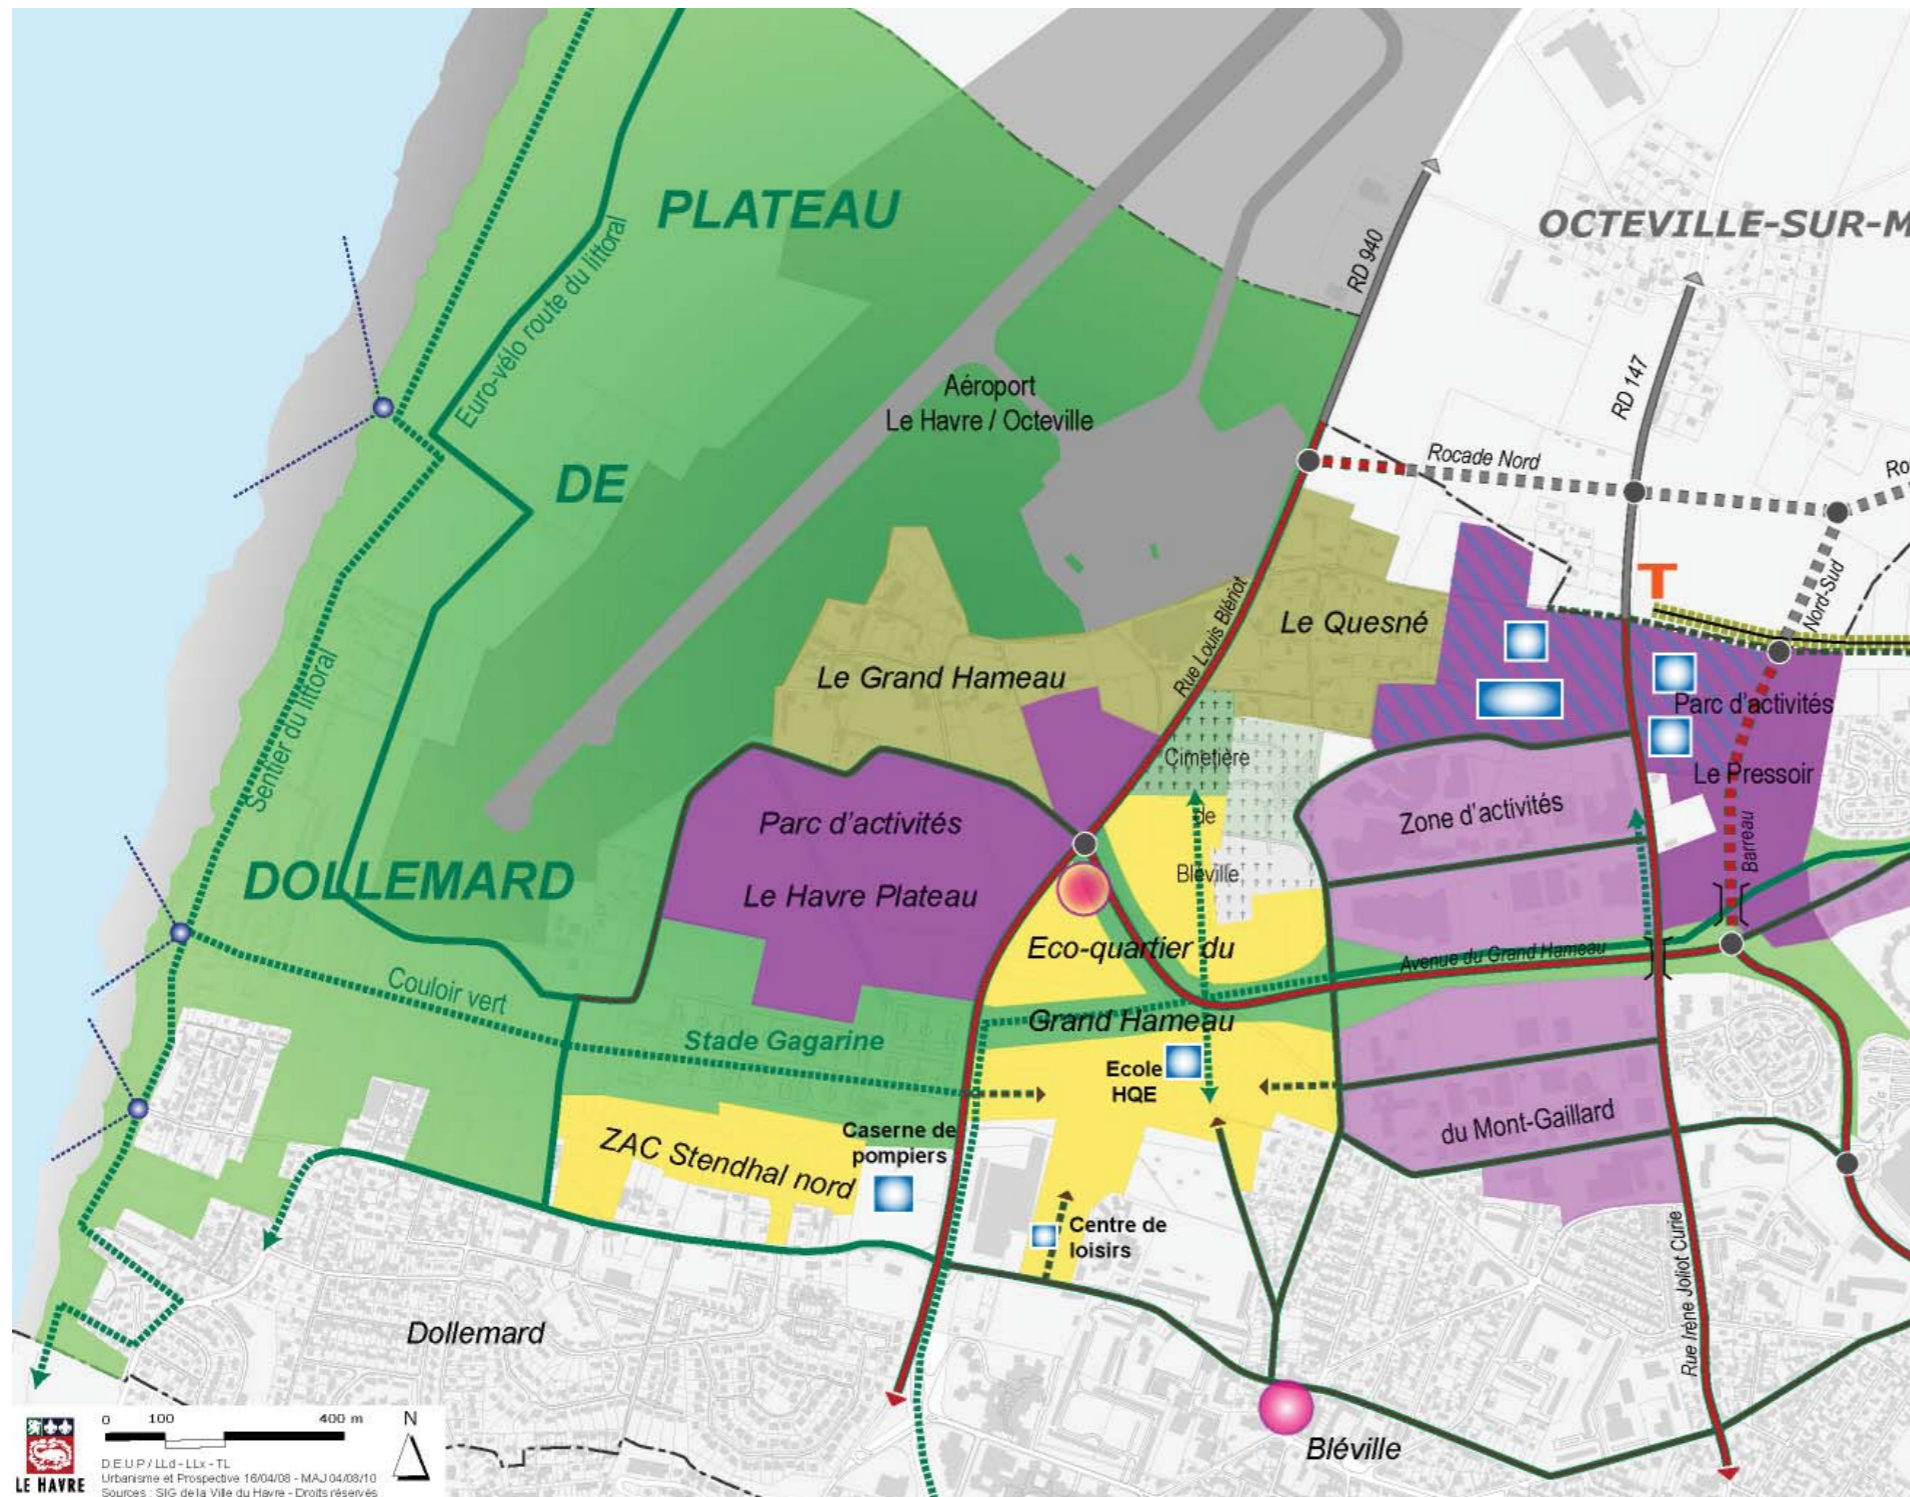 PLATEAU
OCTEVILLE-SUR-M
RD 940
Euro-vélo route du littoral
RD 147
Aéroport
Le Havre / Octeville
Rocade Nord
Ro
DE
T
Nord-Sud
Rue Louis Blériot
Le Quesné
Le Grand Hameau
Sentier du littoral
Parc d'activités
Le Pressoir
Cimetière
de
Bléville
Zone d'activités
Parc d'activités
Le Havre Plateau
Barreau
DOLLEMARD
Eco-quartier du
Grand Hameau
Avenue du Grand Hameau
Couloir vert
Stade Gagarine
Ecole
HQE
du Mont-Gaillard
ZAC Stendhal nord
Caserne de
pompiers
Centre de
loisirs
Rue Irène Joliot Curie
Dollemard
Bléville
0 100 400 m
N
LE HAVRE
D.E.U.P / LLd - LLx - TL
Urbanisme et Prospective 16/04/08 - MAJ 04/08/10
Sources : SIG de la Ville du Havre - Droits réservés